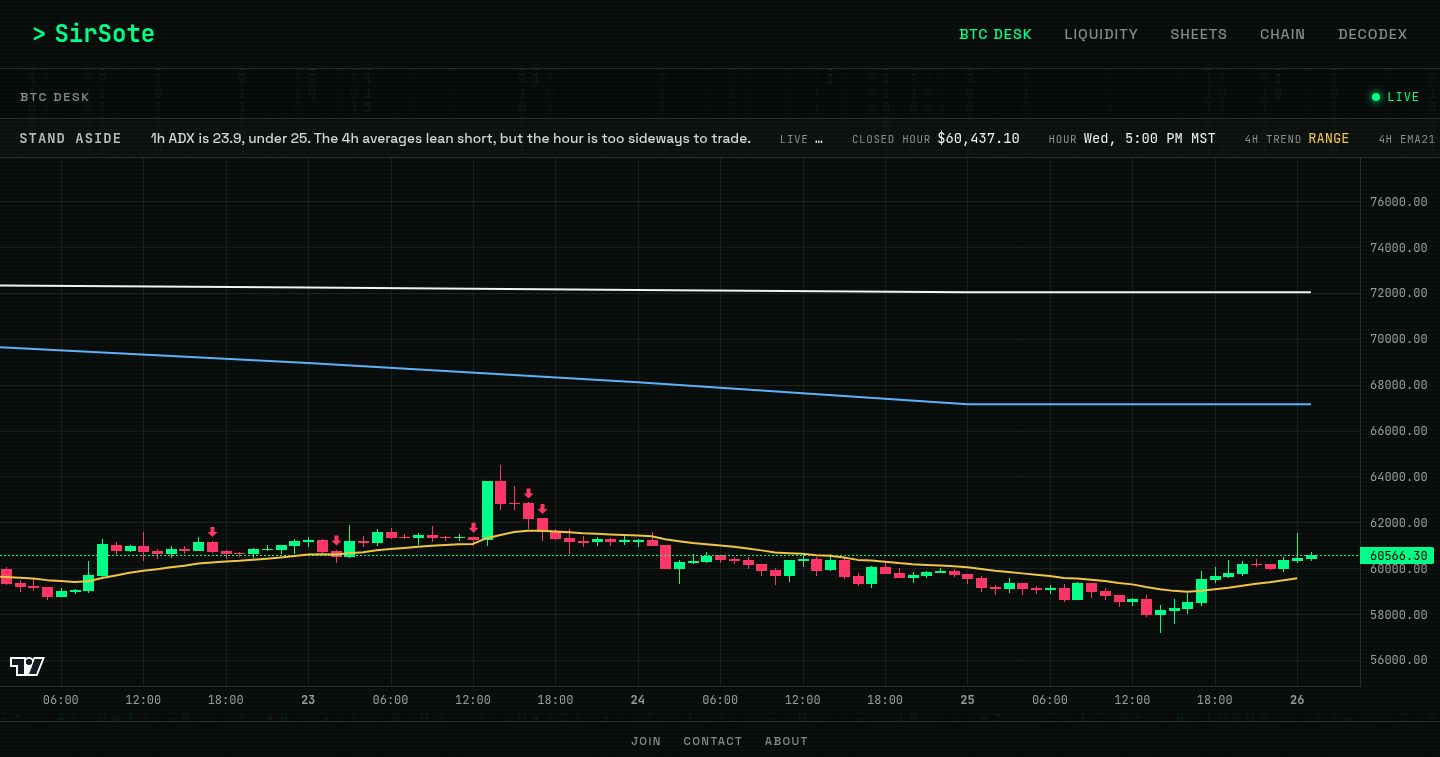 > SirSote
BTC DESK LIQUIDITY SHEETS CHAIN DECODEX
BTC DESK
LIVE
STAND ASIDE 1h ADX is 23.9, under 25. The 4h averages lean short, but the hour is too sideways to trade. LIVE … CLOSED HOUR $60,437.10 HOUR Wed, 5:00 PM MST 4H TREND RANGE 4H EMA21
76000.00
74000.00
72000.00
70000.00
68000.00
66000.00
64000.00
62000.00
60566.30
60000.00
58000.00
56000.00
06:00 12:00 18:00 23 06:00 12:00 18:00 24 06:00 12:00 18:00 25 06:00 12:00 18:00 26
JOIN CONTACT ABOUT